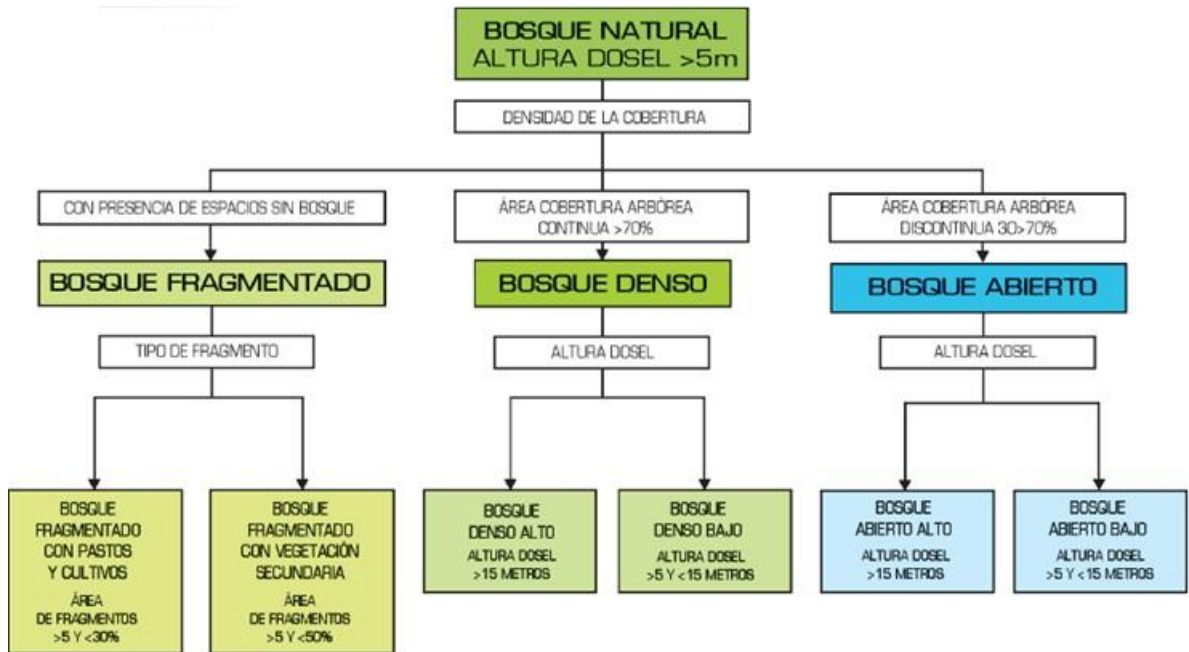 BOSQUE NATURAL
ALTURA DOSEL >5m
DENSIDAD DE LA COBERTURA
CON PRESENCIA DE ESPACIOS SIN BOSQUE
ÁREA COBERTURA ARBÓREA
CONTINUA >70%
ÁREA COBERTURA ARBÓREA
DISCONTINUA 30>70%
BOSQUE FRAGMENTADO
BOSQUE DENSO
BOSQUE ABIERTO
TIPO DE FRAGMENTO
ALTURA DOSEL
ALTURA DOSEL
BOSQUE
FRAGMENTADO
CON PASTOS
Y CULTIVOS
ÁREA
DE FRAGMENTOS
>5 Y <30%
BOSQUE
FRAGMENTADO
CON VEGETACIÓN
SECUNDARIA
ÁREA
DE FRAGMENTOS
>5 Y <50%
BOSQUE
DENSO ALTO
ALTURA DOSEL
>15 METROS
BOSQUE
DENSO BAJO
ALTURA DOSEL
>5 Y <15 METROS
BOSQUE
ABIERTO ALTO
ALTURA DOSEL
>15 METROS
BOSQUE
ABIERTO BAJO
ALTURA DOSEL
>5 Y <15 METROS